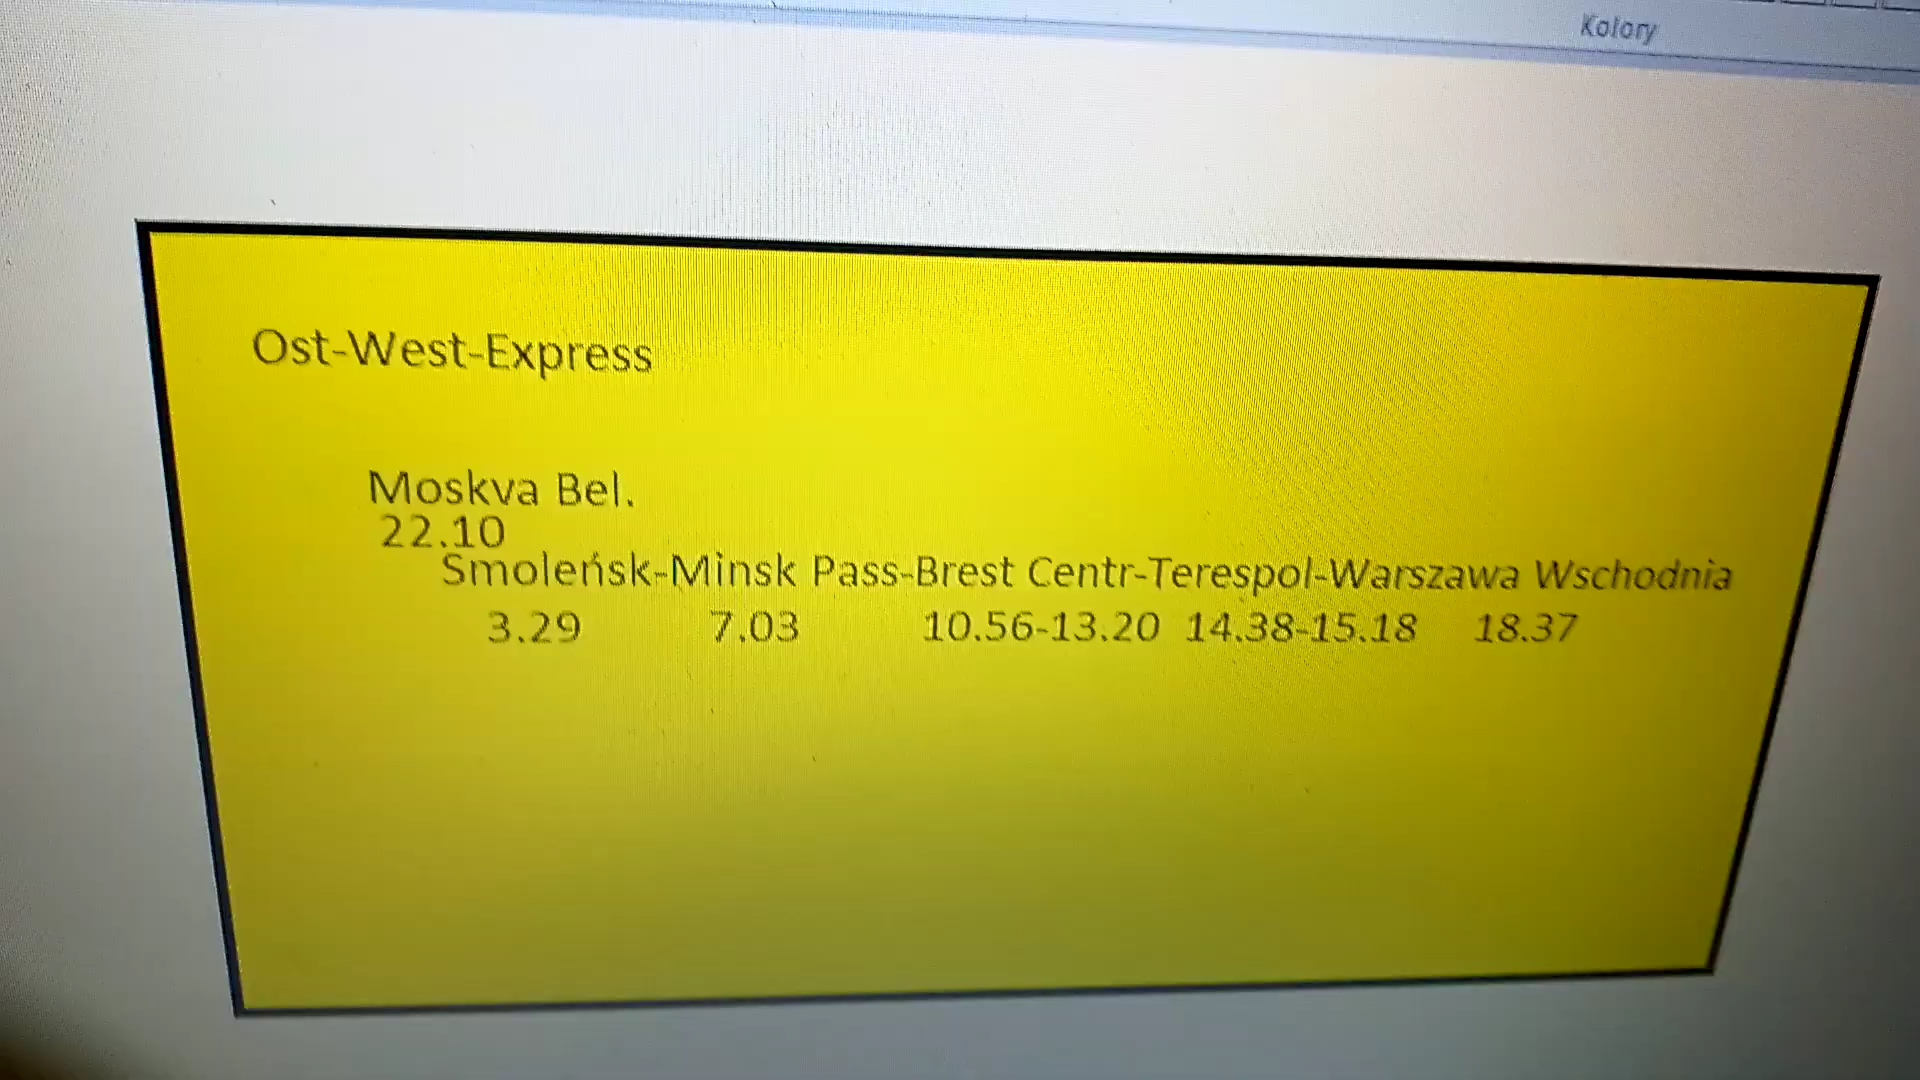 Kolory
Ost-West-Express
Moskva Bel.
22.10
Smoleńsk-Minsk Pass-Brest Centr-Terespol-Warszawa Wschodnia
3.29 7.03 10.56-13.20 14.38-15.18 18.37